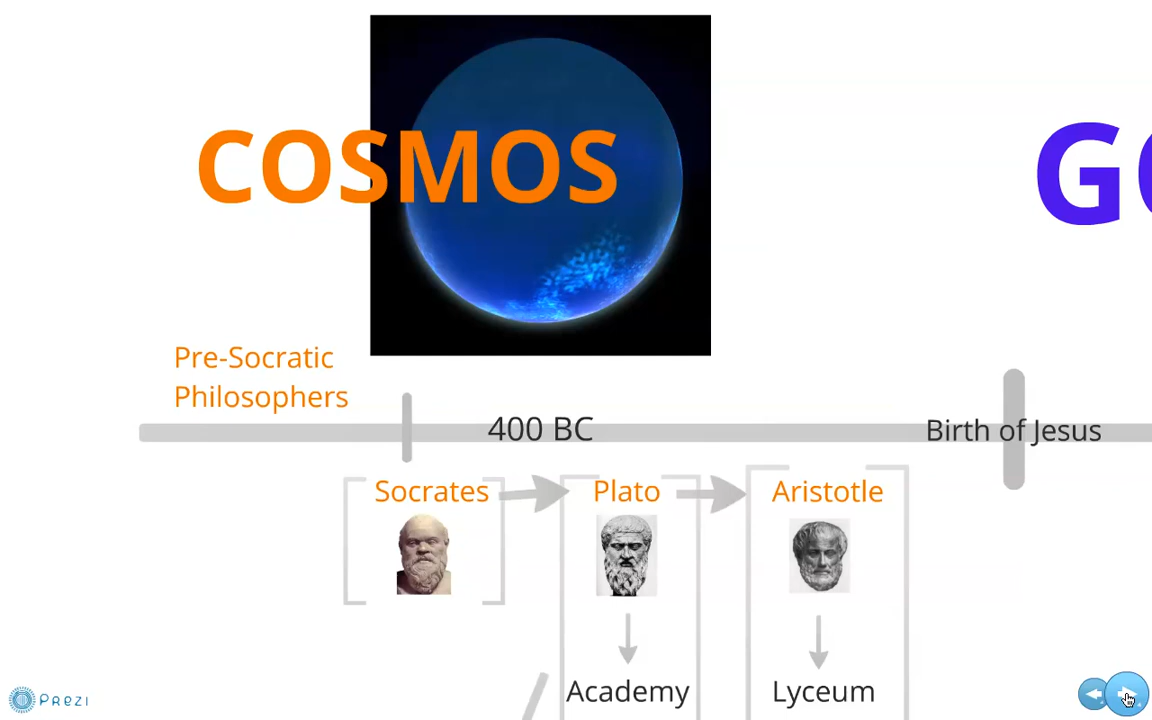 COSMOS
G
Pre-Socratic
Philosophers
400 BC
Birth of Jesus
Socrates
Plato
Aristotle
Academy
Lyceum
PREZI